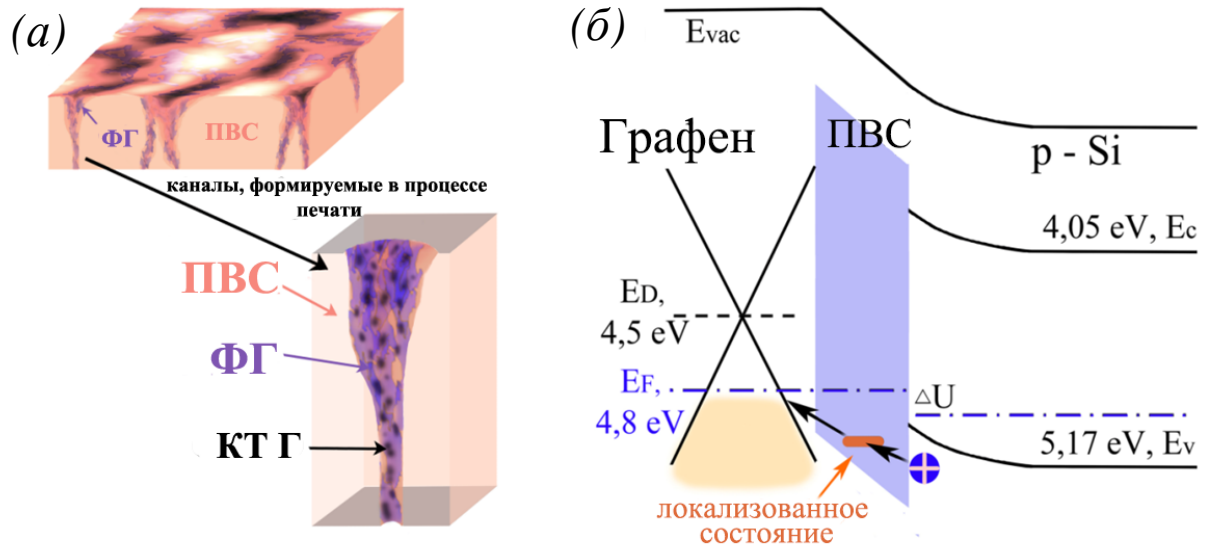 (а)
ФГ
ПВС
каналы, формируемые в процессе
печати
ПВС
ФГ
КТ Г
(б)
Evac
Графен
ПВС
p - Si
4,05 eV, Ec
ED,
4,5 eV
EF,
4,8 eV
△U
5,17 eV, Ev
локализованное
состояние